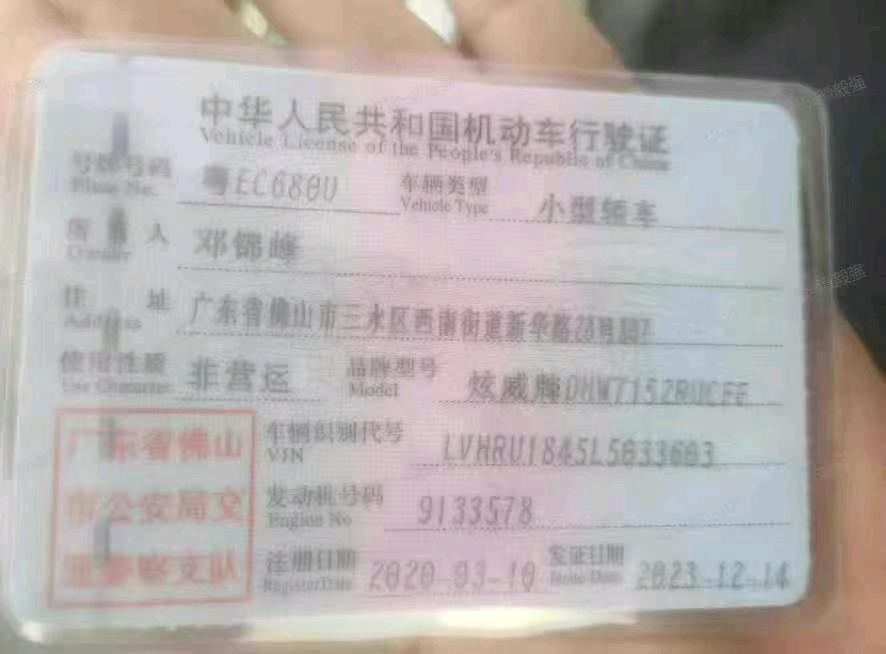 中华人民共和国机动车行驶证
Vehicle License of the People's Republic of China
号牌号码 粤EC680U 车辆类型 小型轿车
Plate No. Vehicle Type
所有人 邓锦峰
Owner
住址 广东省佛山市三水区西南街道新华路28号
Address
使用性质 非营运 品牌型号 炫威牌DHW7152RUCFE
Use Character Model
广东省佛山 车辆识别代号 LVHRU1845L5033603
VIN
市公安局交 发动机号码 9133578
Engine No
通警察支队 注册日期 2020-03-10 发证日期 2023-12-14
Register Date Issue Date